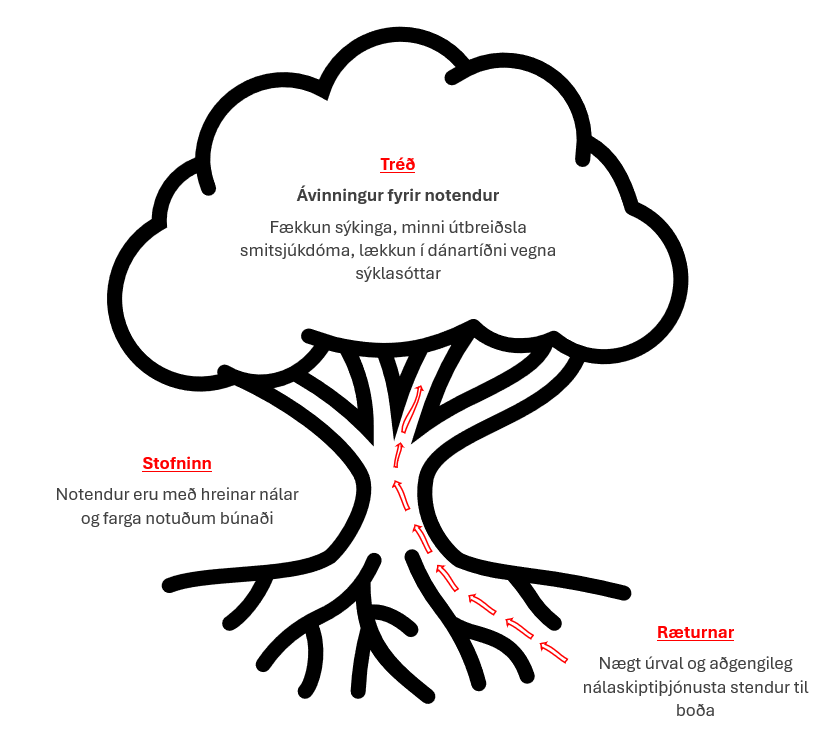 Tréð
Ávinningur fyrir notendur
Fækkun sýkinga, minni útbreiðsla
smitsjúkdóma, lækkun í dánartíðni vegna
sýklasóttar
Stofninn
Notendur eru með hreinar nálar
og farga notuðum búnaði
Ræturnar
Nægt úrval og aðgengileg
nálaskiptiþjónusta stendur til
boða